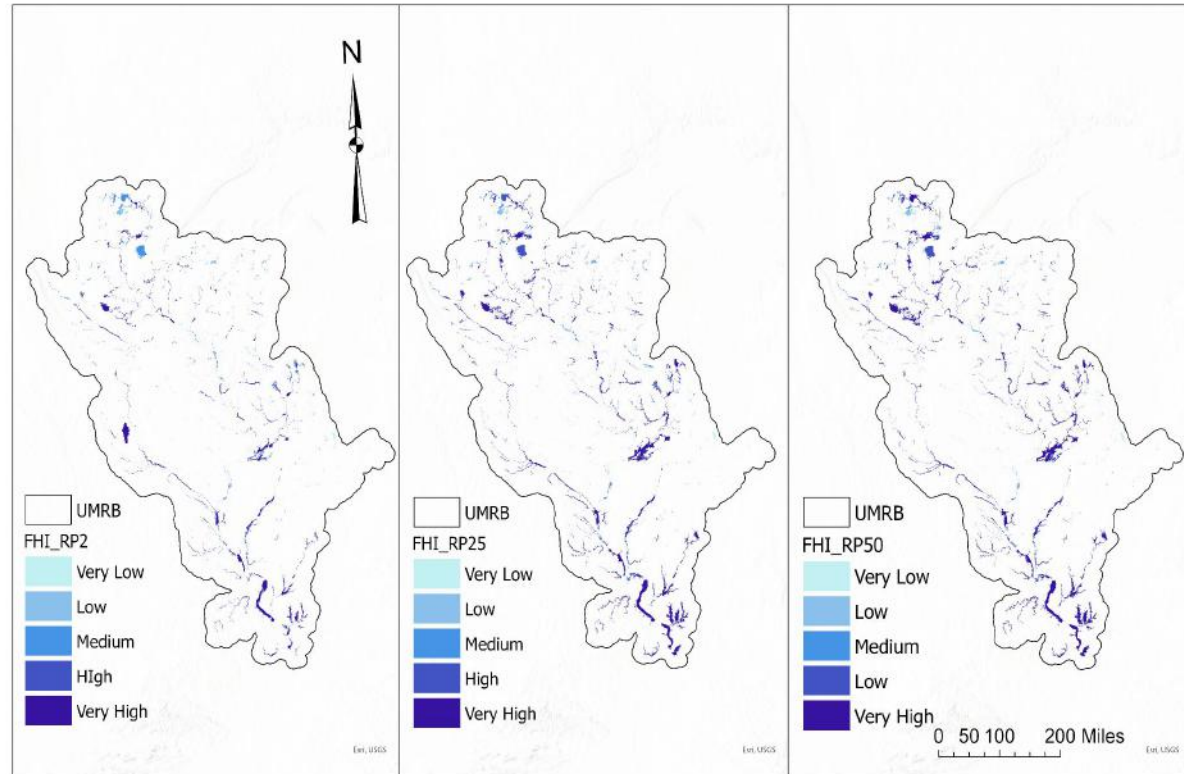 N
UMRB
FHI_RP2
Very Low
Low
Medium
HIgh
Very High
Esri, USGS
UMRB
FHI_RP25
Very Low
Low
Medium
High
Very High
Esri, USGS
UMRB
FHI_RP50
Very Low
Low
Medium
Low
Very High
0 50 100 200 Miles
Esri, USGS